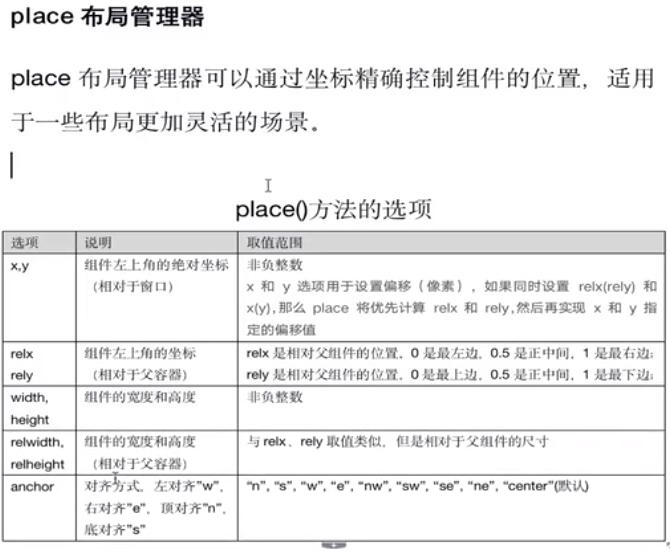 place 布局管理器
place 布局管理器可以通过坐标精确控制组件的位置，适用
于一些布局更加灵活的场景。
place()方法的选项
选项 说明 取值范围
x,y 组件左上角的绝对坐标 非负整数
（相对于窗口） x 和 y 选项用于设置偏移（像素），如果同时设置 relx(rely) 和
x(y),那么 place 将优先计算 relx 和 rely,然后再实现 x 和 y 指
定的偏移值
relx 组件左上角的坐标 relx 是相对父组件的位置，0 是最左边，0.5 是正中间，1 是最右边；
rely （相对于父容器） rely 是相对父组件的位置，0 是最上边，0.5 是正中间，1 是最下边；
width, 组件的宽度和高度 非负整数
height
relwidth, 组件的宽度和高度 与 relx、rely 取值类似，但是相对于父组件的尺寸
relheight （相对于父容器）
anchor 对齐方式，左对齐”w”， “n”, “s”, “w”, “e”, “nw”, “sw”, “se”, “ne”, “center”(默认)
右对齐”e”，顶对齐”n”，
底对齐”s”